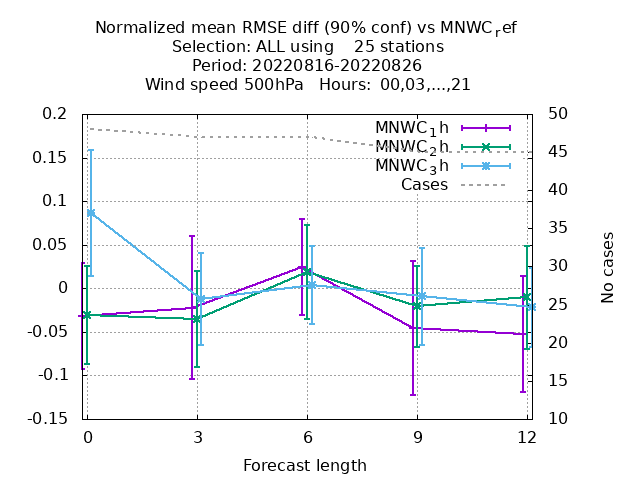 Normalized mean RMSE diff (90% conf) vs MNWC_ref
Selection: ALL using 25 stations
Period: 20220816-20220826
Wind speed 500hPa Hours: 00,03,...,21
0.2
0.15
0.1
0.05
0
-0.05
-0.1
-0.15
50
45
40
35
30
25
20
15
10
MNWC_1h
MNWC_2h
MNWC_3h
Cases
No cases
0 3 6 9 12
Forecast length